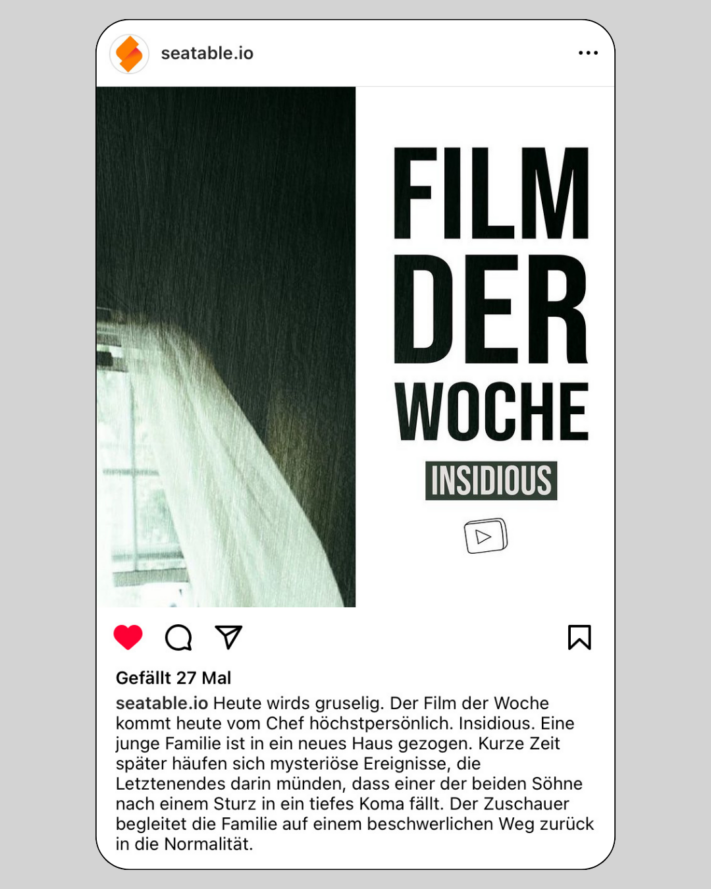 seatable.io
FILM
DER
WOCHE
INSIDIOUS
Gefällt 27 Mal
seatable.io Heute wirds gruselig. Der Film der Woche
kommt heute vom Chef höchstpersönlich. Insidious. Eine
junge Familie ist in ein neues Haus gezogen. Kurze Zeit
später häufen sich mysteriöse Ereignisse, die
Letztenendes darin münden, dass einer der beiden Söhne
nach einem Sturz in ein tiefes Koma fällt. Der Zuschauer
begleitet die Familie auf einem beschwerlichen Weg zurück
in die Normalität.